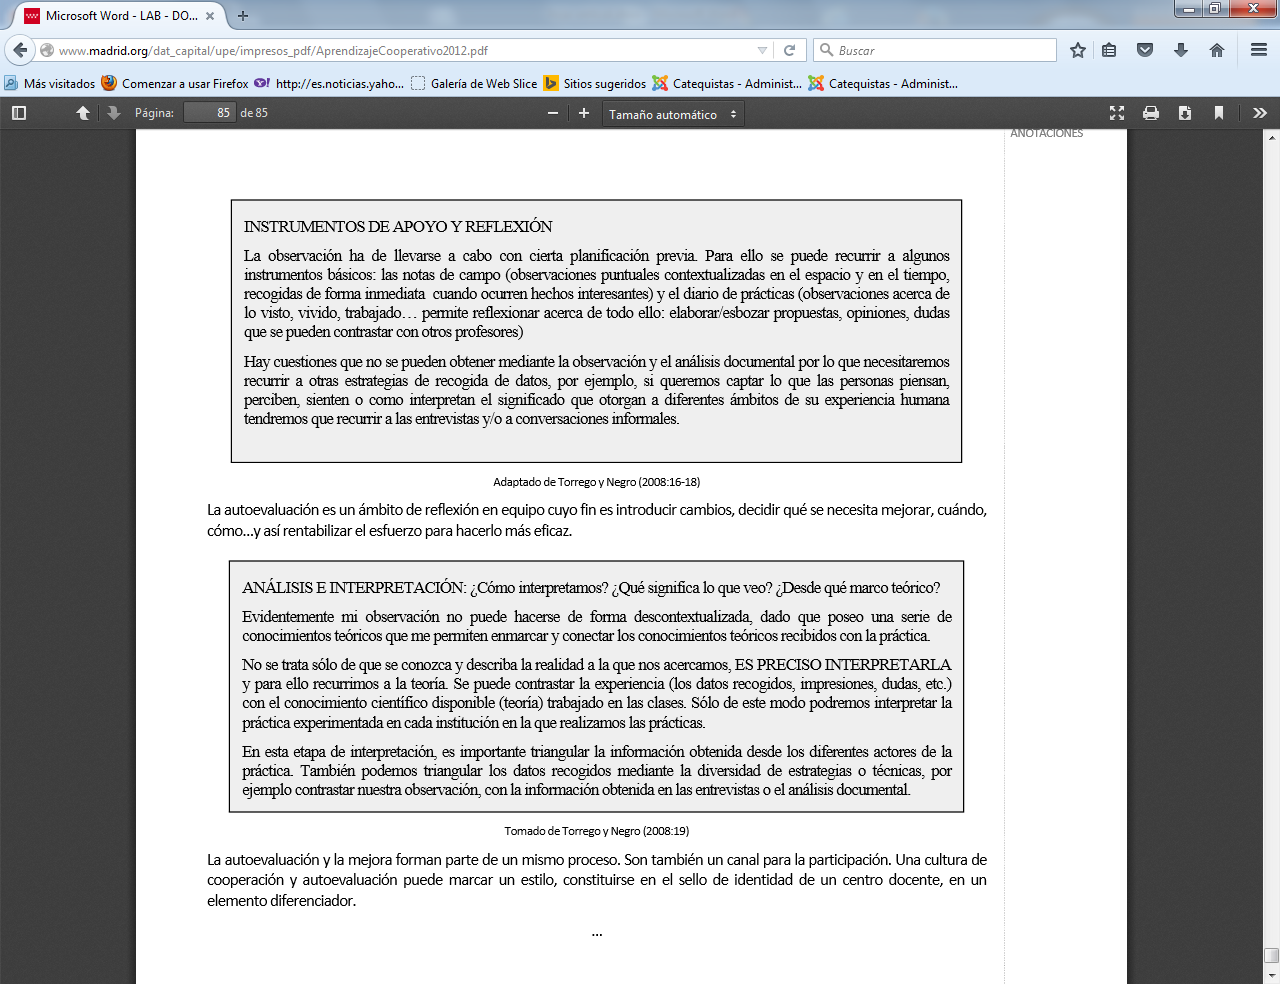 Microsoft Word - LAB - DO...
www.madrid.org/dat_capital/upe/impresos_pdf/AprendizajeCooperativo2012.pdf
Buscar
Más visitados
Comenzar a usar Firefox
http://es.noticias.yaho...
Galería de Web Slice
Sitios sugeridos
Catequistas - Administ...
Catequistas - Administ...
Página:
85
de 85
Tamaño automático
ANOTACIONES
INSTRUMENTOS DE APOYO Y REFLEXIÓN
La observación ha de llevarse a cabo con cierta planificación previa. Para ello se puede recurrir a algunos
instrumentos básicos: las notas de campo (observaciones puntuales contextualizadas en el espacio y en el tiempo,
recogidas de forma inmediata cuando ocurren hechos interesantes) y el diario de prácticas (observaciones acerca de
lo visto, vivido, trabajado… permite reflexionar acerca de todo ello: elaborar/esbozar propuestas, opiniones, dudas
que se pueden contrastar con otros profesores)
Hay cuestiones que no se pueden obtener mediante la observación y el análisis documental por lo que necesitaremos
recurrir a otras estrategias de recogida de datos, por ejemplo, si queremos captar lo que las personas piensan,
perciben, sienten o como interpretan el significado que otorgan a diferentes ámbitos de su experiencia humana
tendremos que recurrir a las entrevistas y/o a conversaciones informales.
Adaptado de Torrego y Negro (2008:16-18)
La autoevaluación es un ámbito de reflexión en equipo cuyo fin es introducir cambios, decidir qué se necesita mejorar, cuándo,
cómo...y así rentabilizar el esfuerzo para hacerlo más eficaz.
ANÁLISIS E INTERPRETACIÓN: ¿Cómo interpretamos? ¿Qué significa lo que veo? ¿Desde qué marco teórico?
Evidentemente mi observación no puede hacerse de forma descontextualizada, dado que poseo una serie de
conocimientos teóricos que me permiten enmarcar y conectar los conocimientos teóricos recibidos con la práctica.
No se trata sólo de que se conozca y describa la realidad a la que nos acercamos, ES PRECISO INTERPRETARLA
y para ello recurrimos a la teoría. Se puede contrastar la experiencia (los datos recogidos, impresiones, dudas, etc.)
con el conocimiento científico disponible (teoría) trabajado en las clases. Sólo de este modo podremos interpretar la
práctica experimentada en cada institución en la que realizamos las prácticas.
En esta etapa de interpretación, es importante triangular la información obtenida desde los diferentes actores de la
práctica. También podemos triangular los datos recogidos mediante la diversidad de estrategias o técnicas, por
ejemplo contrastar nuestra observación, con la información obtenida en las entrevistas o el análisis documental.
Tomado de Torrego y Negro (2008:19)
La autoevaluación y la mejora forman parte de un mismo proceso. Son también un canal para la participación. Una cultura de
cooperación y autoevaluación puede marcar un estilo, constituirse en el sello de identidad de un centro docente, en un
elemento diferenciador.
...